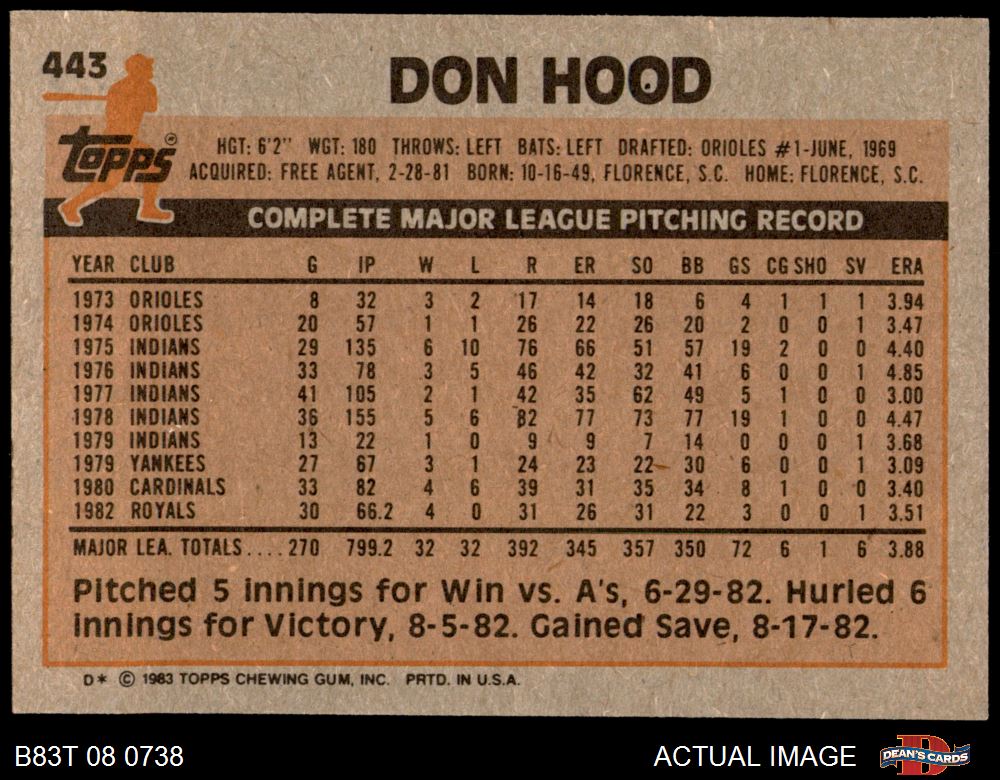 443
DON HOOD
Topps®
HGT: 6'2" WGT: 180 THROWS: LEFT BATS: LEFT DRAFTED: ORIOLES #1-JUNE, 1969
ACQUIRED: FREE AGENT, 2-28-81 BORN: 10-16-49, FLORENCE, S.C. HOME: FLORENCE, S.C.
COMPLETE MAJOR LEAGUE PITCHING RECORD
YEAR CLUB G IP W L R ER SO BB GS CG SHO SV ERA
1973 ORIOLES 8 32 3 2 17 14 18 6 4 1 1 1 3.94
1974 ORIOLES 20 57 1 1 26 22 26 20 2 0 0 1 3.47
1975 INDIANS 29 135 6 10 76 66 51 57 19 2 0 0 4.40
1976 INDIANS 33 78 3 5 46 42 32 41 6 0 0 1 4.85
1977 INDIANS 41 105 2 1 42 35 62 49 5 1 0 0 3.00
1978 INDIANS 36 155 5 6 82 77 73 77 19 1 0 0 4.47
1979 INDIANS 13 22 1 0 9 9 7 14 0 0 0 1 3.68
1979 YANKEES 27 67 3 1 24 23 22 30 6 0 0 1 3.09
1980 CARDINALS 33 82 4 6 39 31 35 34 8 1 0 0 3.40
1982 ROYALS 30 66.2 4 0 31 26 31 22 3 0 0 1 3.51
MAJOR LEA. TOTALS....270 799.2 32 32 392 345 357 350 72 6 1 6 3.88
Pitched 5 innings for Win vs. A's, 6-29-82. Hurled 6
innings for Victory, 8-5-82. Gained Save, 8-17-82.
D* © 1983 TOPPS CHEWING GUM, INC. PRTD. IN U.S.A.
B83T 08 0738
ACTUAL IMAGE
DEAN'S CARDS